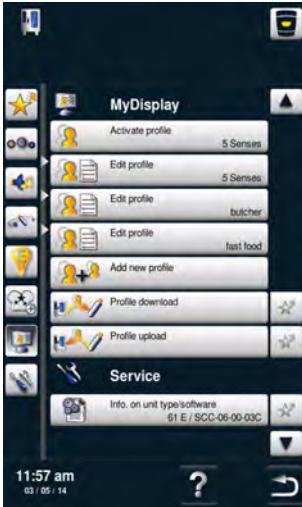 MyDisplay
Activate profile
5 Senses
Edit profile
5 Senses
Edit profile
butcher
Edit profile
fast food
Add new profile
Profile download
Profile upload
Service
Info. on unit type/software
61 E / SCC-06-00-03C
11:57 am
03 / 05 / 14
?